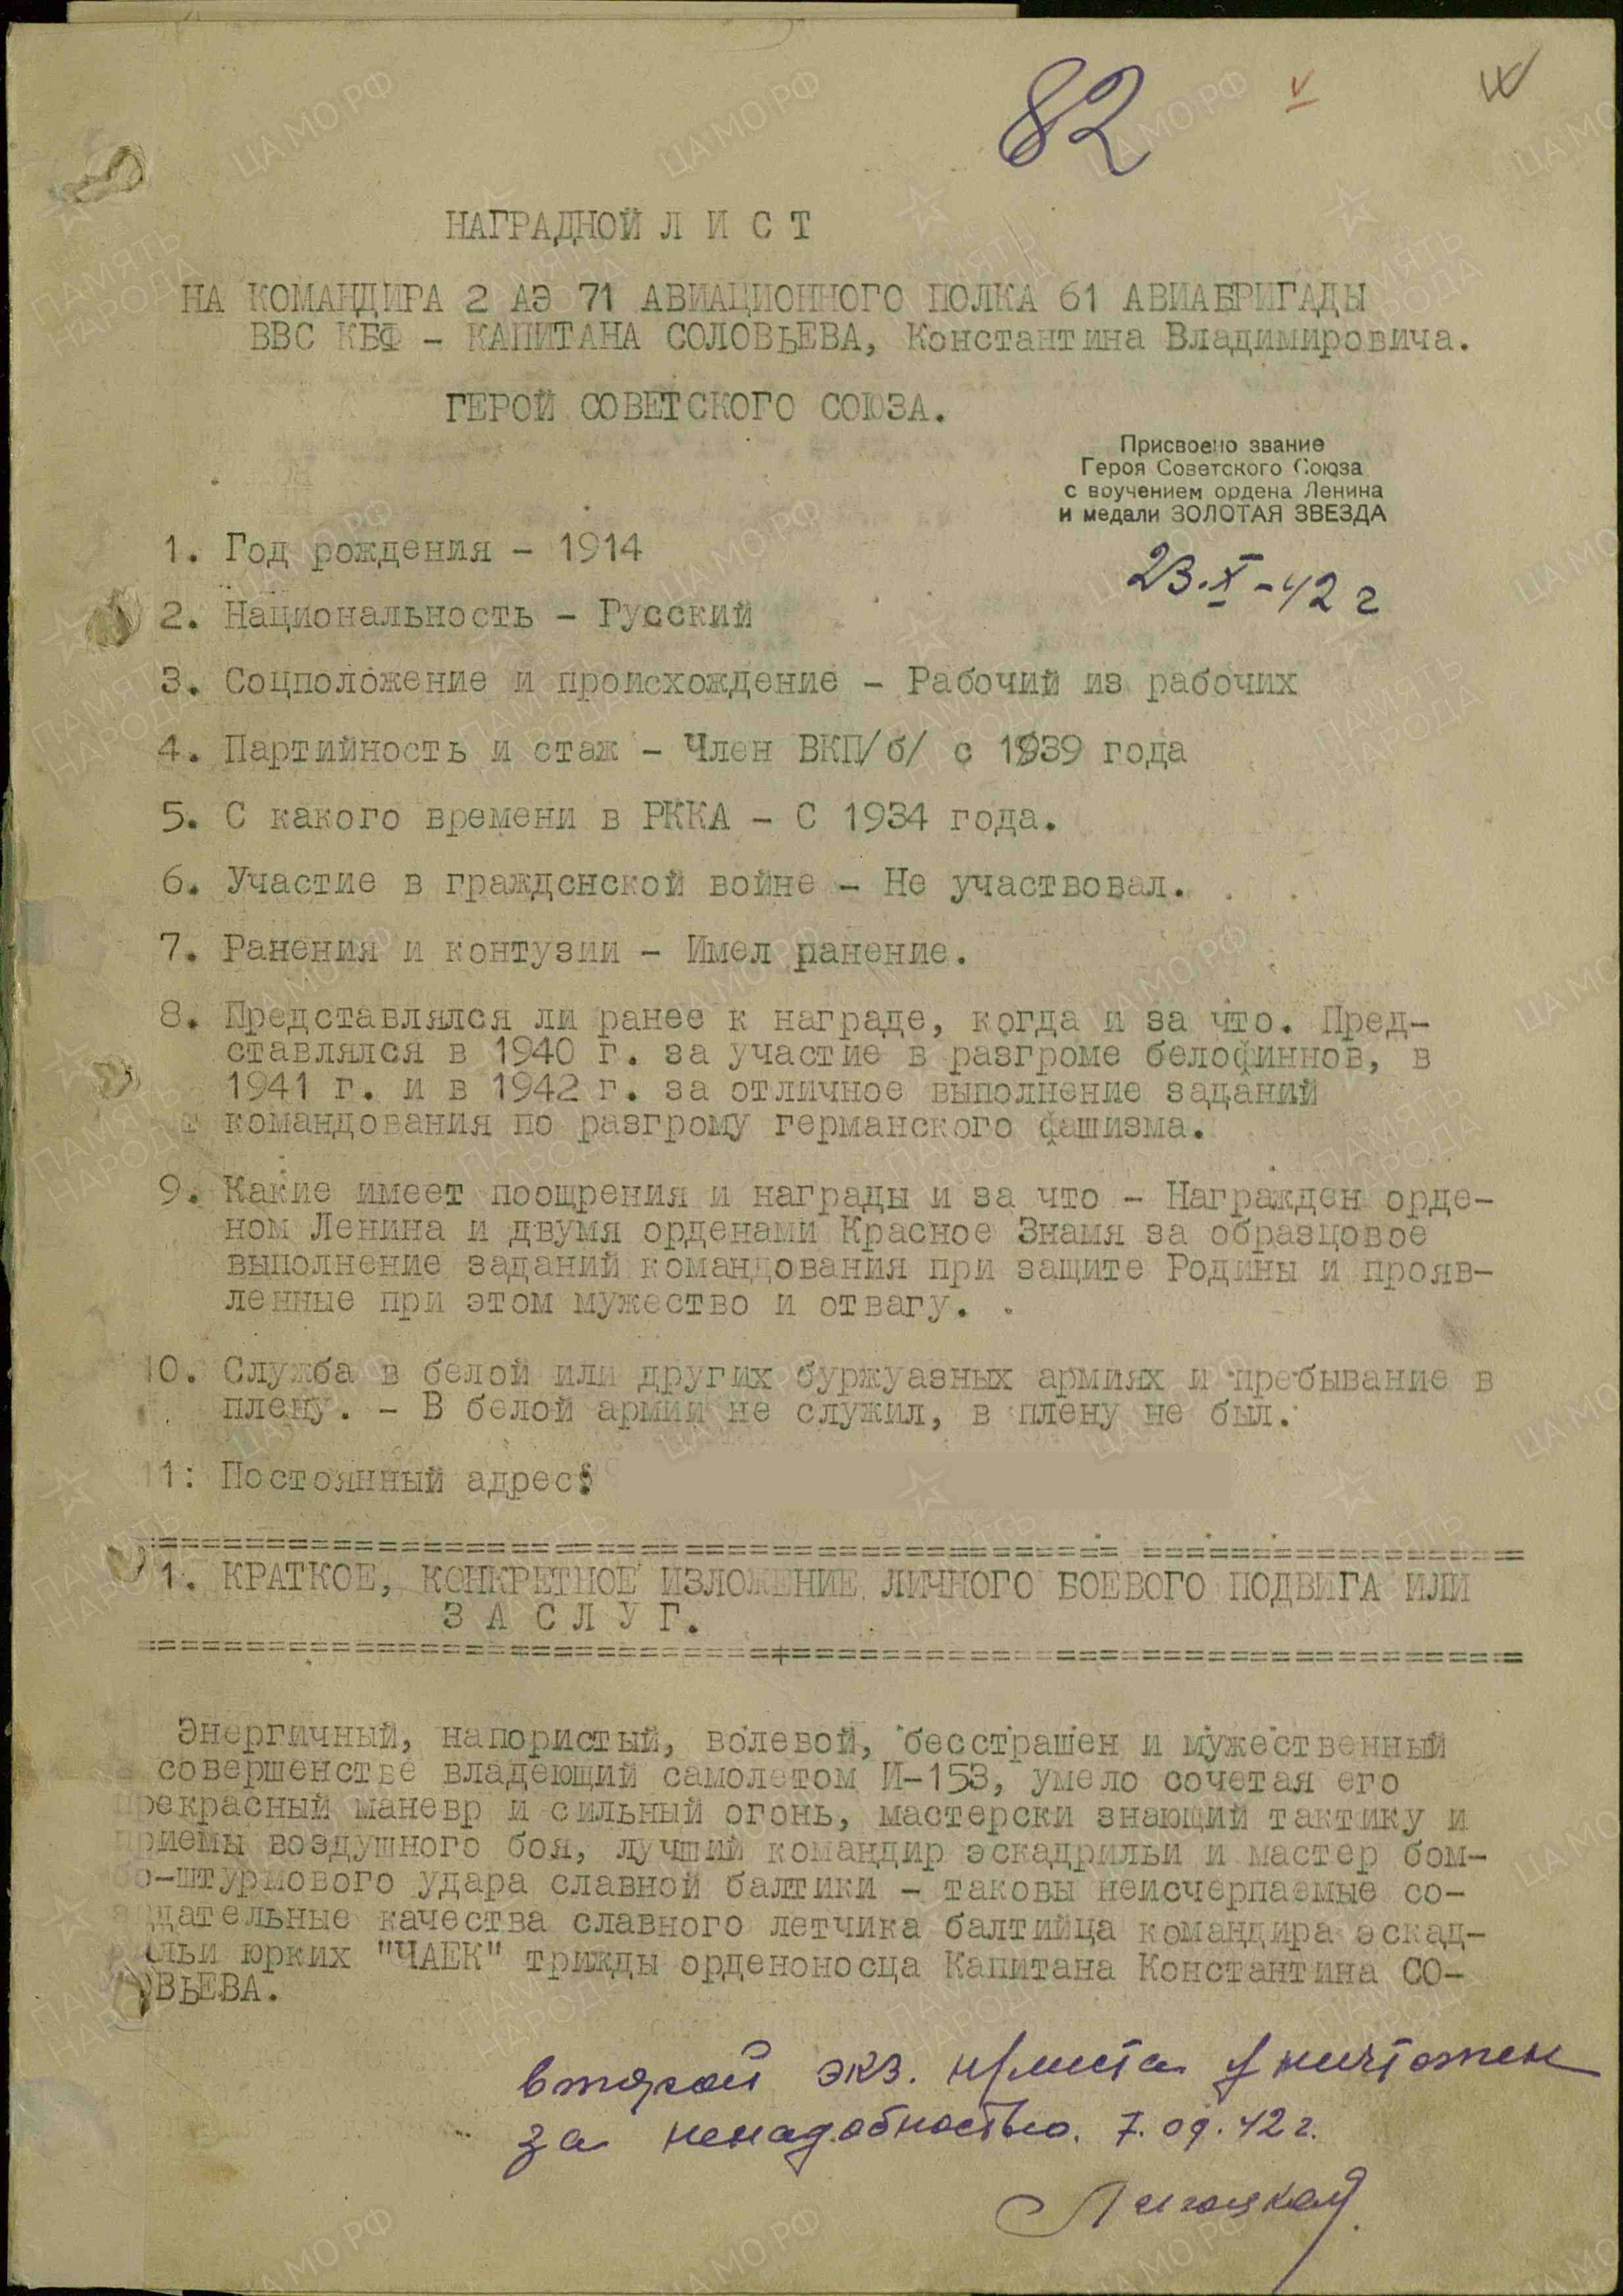 82
НАГРАДНОЙ Л И С Т
НА КОМАНДИРА 2 АЭ 71 АВИАЦИОННОГО ПОЛКА 61 АВИАБРИГАДЫ
ВВС КБФ - КАПИТАНА СОЛОВЬЕВА, Константина Владимировича.
ГЕРОЙ СОВЕТСКОГО СОЮЗА.
Присвоено звание
Героя Советского Союза
с вручением ордена Ленина
и медали ЗОЛОТАЯ ЗВЕЗДА
23.X-42 г
1. Год рождения - 1914
2. Национальность - Русский
3. Соцположение и происхождение - Рабочий из рабочих
4. Партийность и стаж - Член ВКП/б/ с 1939 года
5. С какого времени в РККА - С 1934 года.
6. Участие в граждснской войне - Не участвовал.
7. Ранения и контузии - Имел ранение.
8. Представлялся ли ранее к награде, когда и за что. Пред-
ставлялся в 1940 г. за участие в разгроме белофиннов, в
1941 г. и в 1942 г. за отличное выполнение заданий
командования по разгрому германского фашизма.
9. Какие имеет поощрения и награды и за что - Награжден орде-
ном Ленина и двумя орденами Красное Знамя за образцовое
выполнение заданий командования при защите Родины и прояв-
ленные при этом мужество и отвагу.
10. Служба в белой или других буржуазных армиях и пребывание в
плену. - В белой армии не служил, в плену не был.
11: Постоянный адрес:
1. КРАТКОЕ, КОНКРЕТНОЕ ИЗЛОЖЕНИЕ ЛИЧНОГО БОЕВОГО ПОДВИГА ИЛИ
З А С Л У Г.
Энергичный, напористый, волевой, бесстрашен и мужественный
совершенстве владеющий самолетом И-153, умело сочетая его
прекрасный маневр и сильный огонь, мастерски знающий тактику и
приемы воздушного боя, лучший командир эскадрильи и мастер бом-
бо-штурмового удара славной балтики - таковы неисчерпаемые со-
здательные качества славного летчика балтийца командира эскад-
льи юрких "ЧАЕК" трижды орденоносца Капитана Константина СО-
ОВЬЕВА.
второй экз. н/листа уничтожен
за ненадобностью. 7.09.42 г.